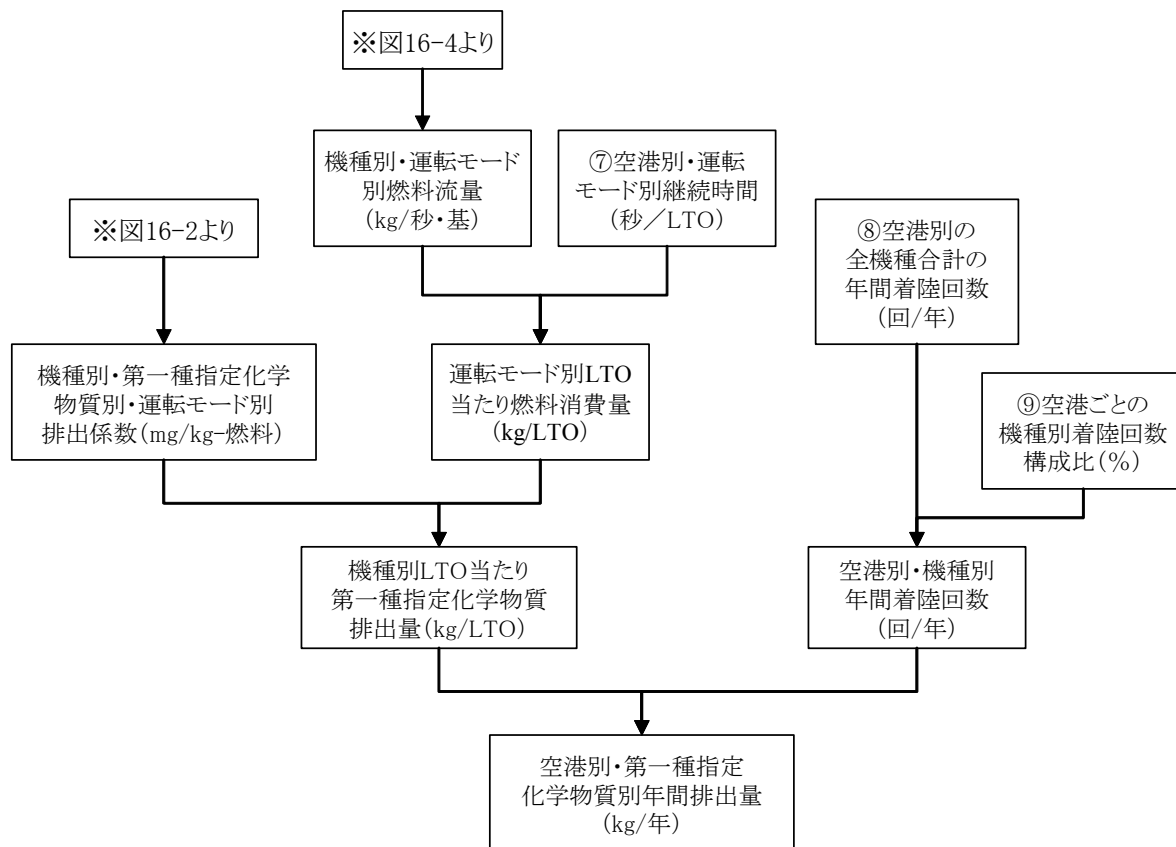 ※図16-4より
機種別・運転モード
別燃料流量
(kg/秒・基)
⑦空港別・運転
モード別継続時間
(秒／LTO)
※図16-2より
⑧空港別の
全機種合計の
年間着陸回数
(回/年)
機種別・第一種指定化学
物質別・運転モード別
排出係数(mg/kg-燃料)
運転モード別LTO
当たり燃料消費量
(kg/LTO)
⑨空港ごとの
機種別着陸回数
構成比(%)
機種別LTO当たり
第一種指定化学物質
排出量(kg/LTO)
空港別・機種別
年間着陸回数
(回/年)
空港別・第一種指定
化学物質別年間排出量
(kg/年)